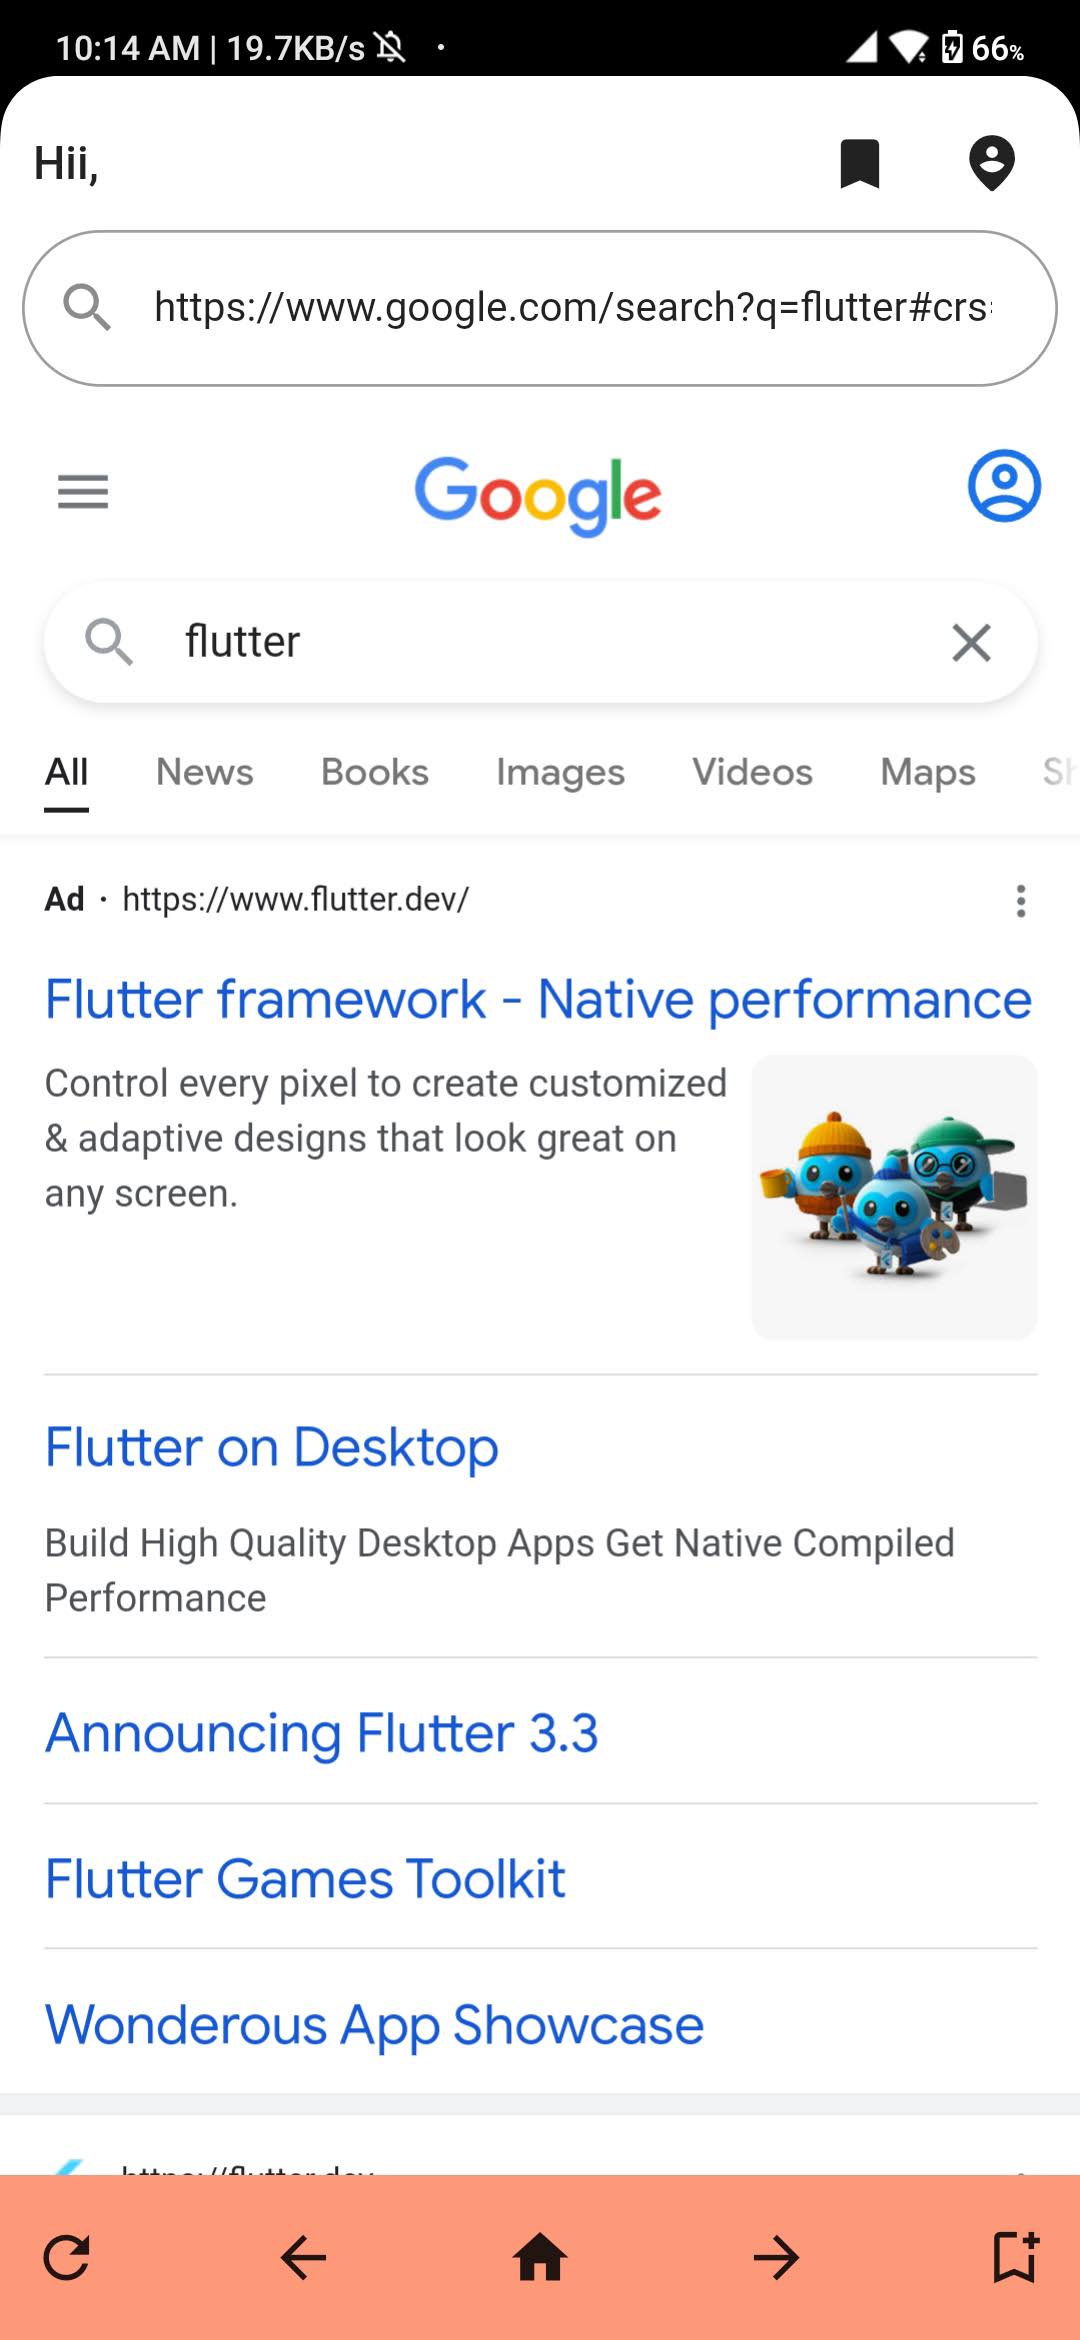 10:14 AM | 19.7KB/s 66%
Hii,
https://www.google.com/search?q=flutter#crs
Google
flutter
All News Books Images Videos Maps Sh
Ad · https://www.flutter.dev/
Flutter framework - Native performance
Control every pixel to create customized
& adaptive designs that look great on
any screen.
Flutter on Desktop
Build High Quality Desktop Apps Get Native Compiled
Performance
Announcing Flutter 3.3
Flutter Games Toolkit
Wonderous App Showcase
https://flutter.dev